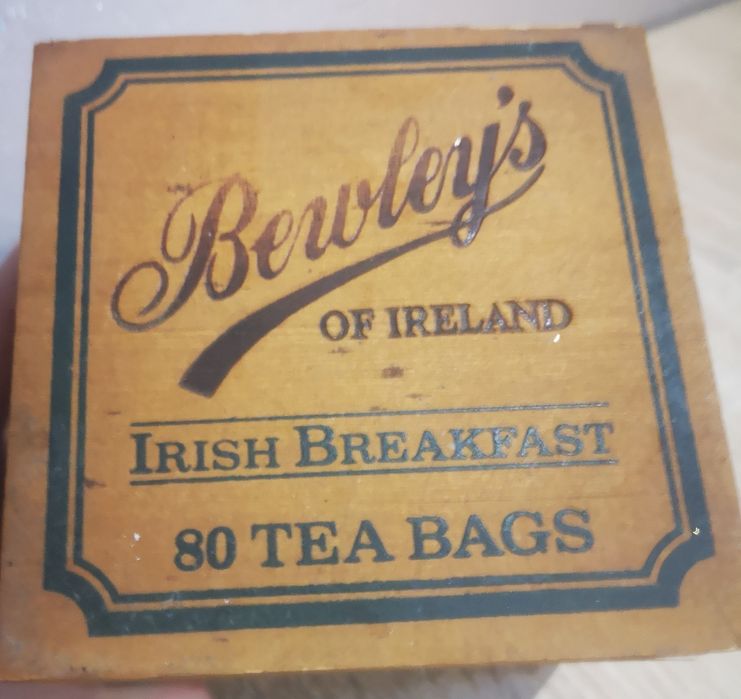 Bewley's
OF IRELAND
IRISH BREAKFAST
80 TEA BAGS